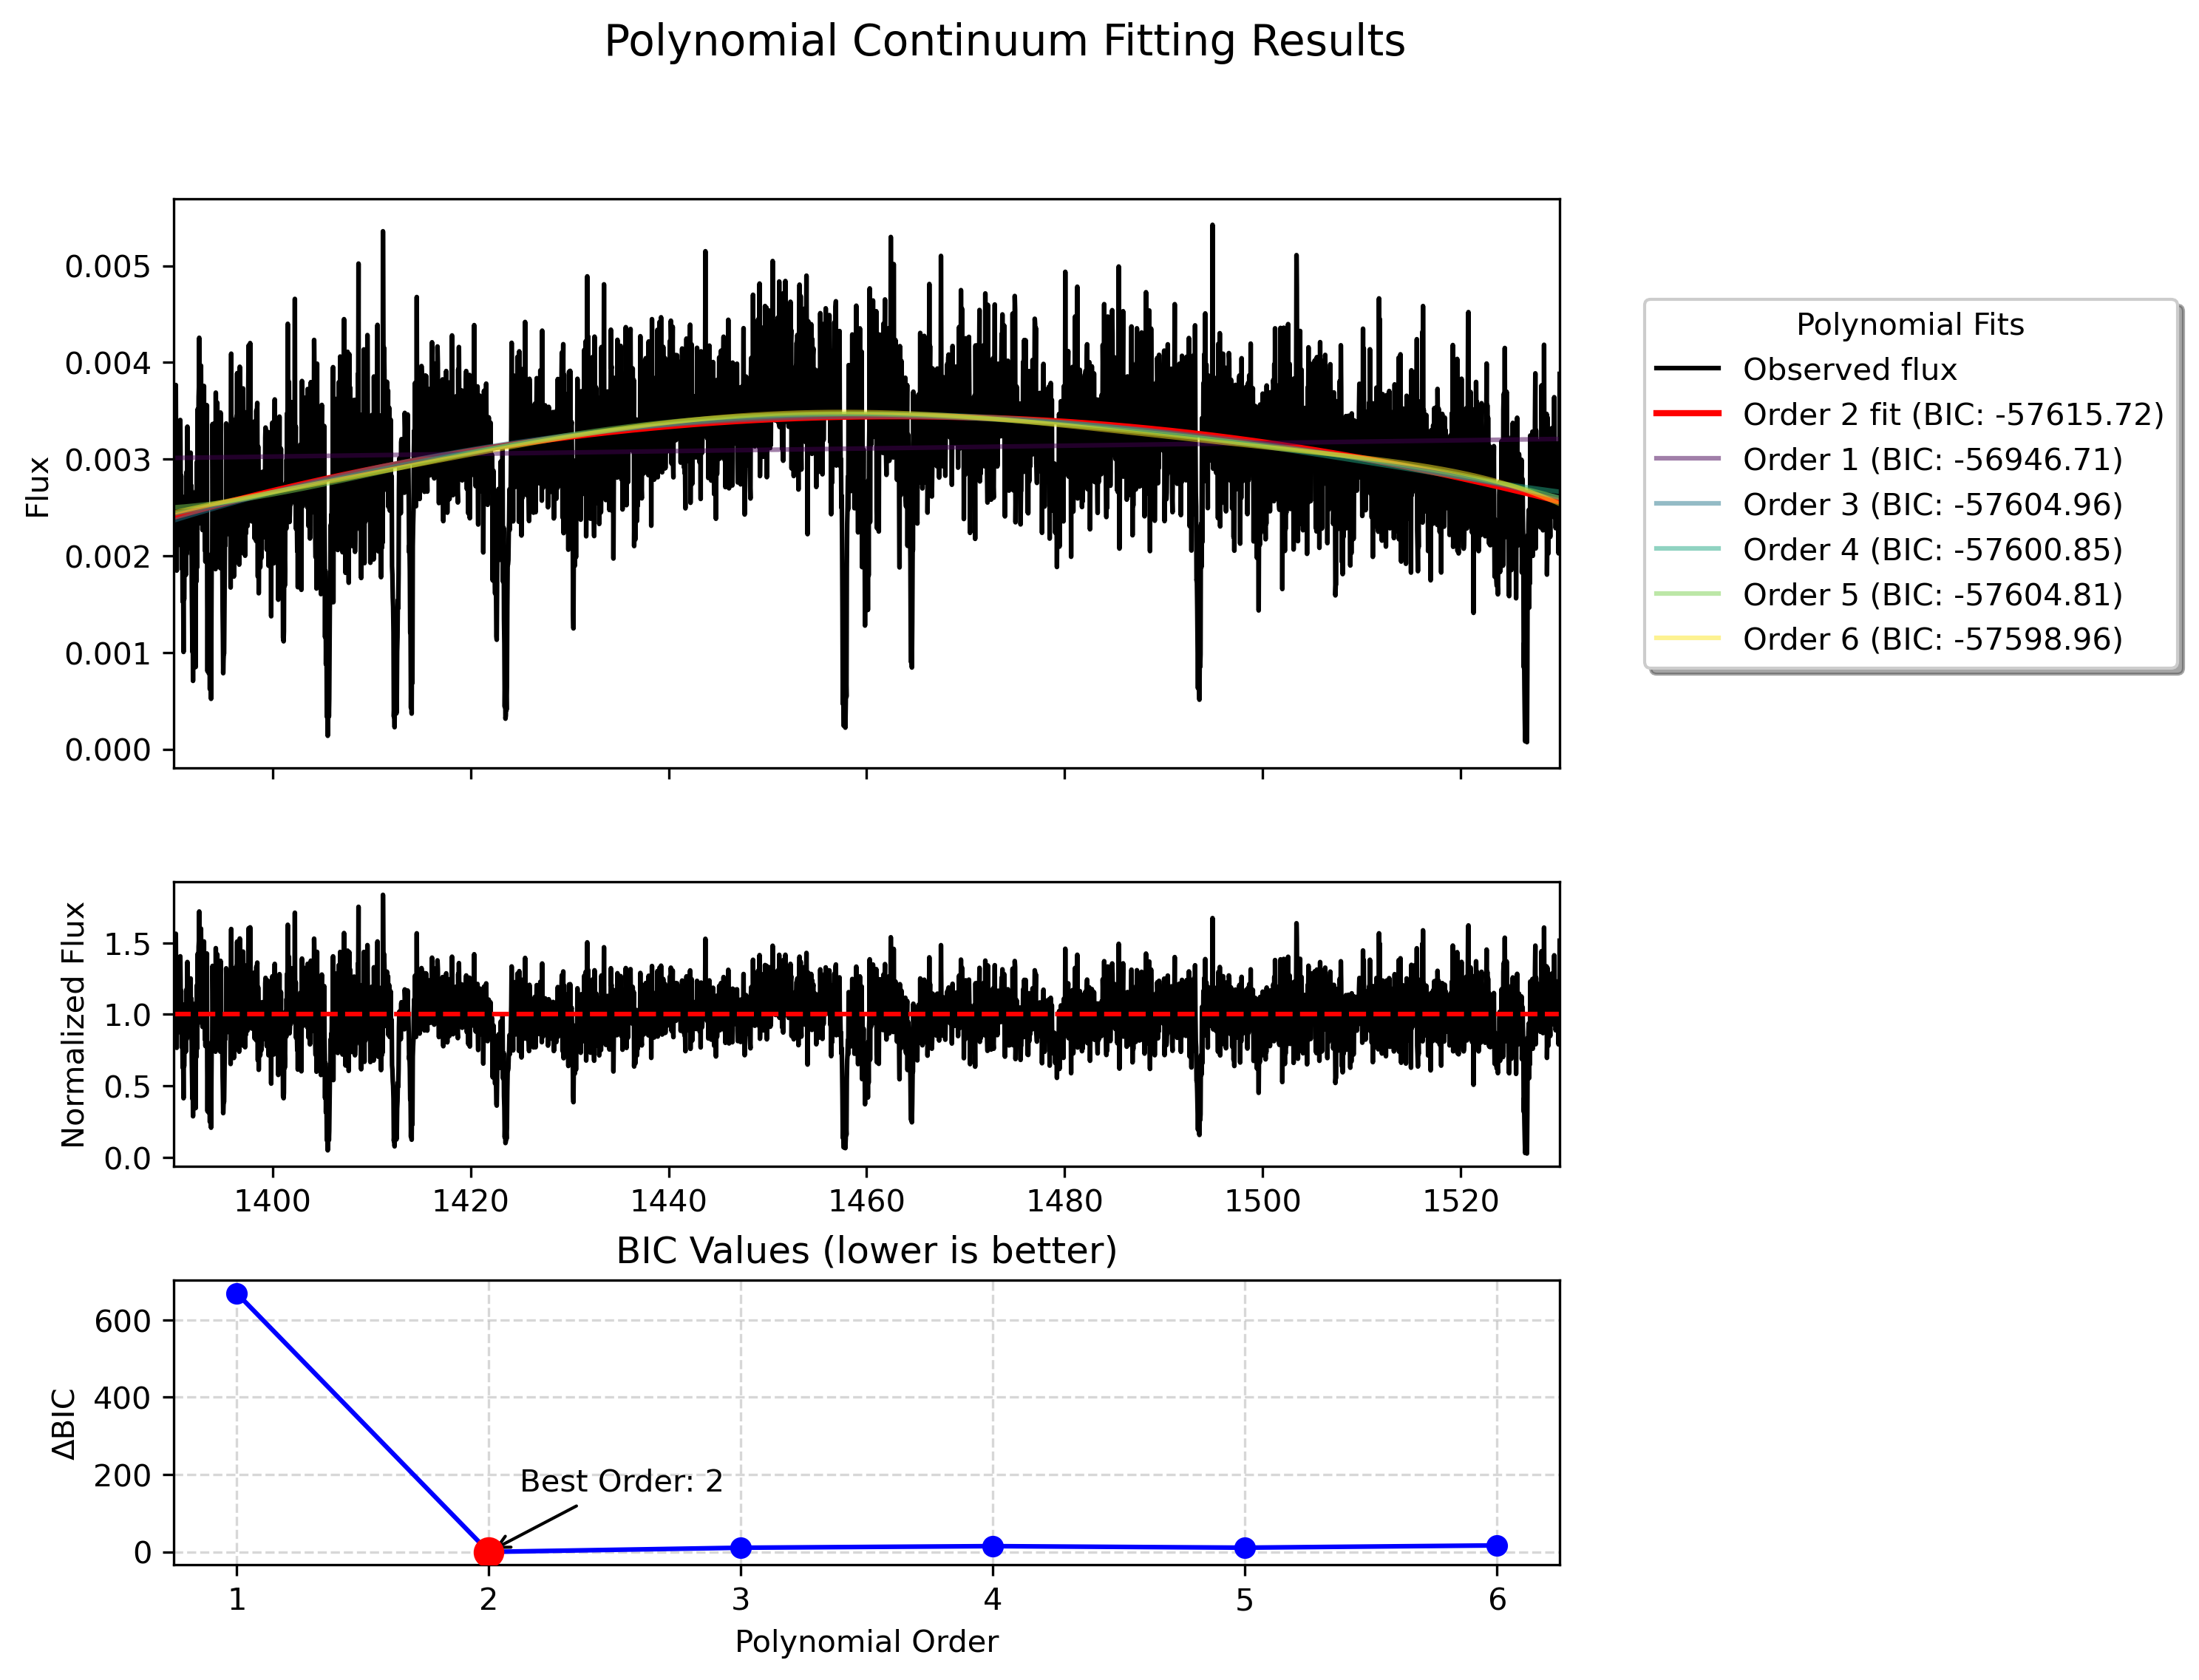 Polynomial Continuum Fitting Results
Flux
0.005
0.004
0.003
0.002
0.001
0.000
Polynomial Fits
Observed flux
Order 2 fit (BIC: -57615.72)
Order 1 (BIC: -56946.71)
Order 3 (BIC: -57604.96)
Order 4 (BIC: -57600.85)
Order 5 (BIC: -57604.81)
Order 6 (BIC: -57598.96)
Normalized Flux
1.5
1.0
0.5
0.0
1400 1420 1440 1460 1480 1500 1520
BIC Values (lower is better)
ΔBIC
600
400
200
0
Best Order: 2
1 2 3 4 5 6
Polynomial Order